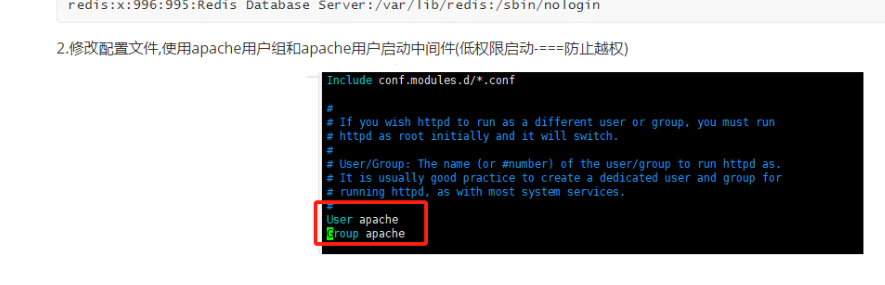 redis:x:996:995:Redis Database Server:/var/lib/redis:/sbin/nologin
2.修改配置文件,使用apache用户组和apache用户启动中间件(低权限启动-===防止越权)
Include conf.modules.d/*.conf
#
# If you wish httpd to run as a different user or group, you must run
# httpd as root initially and it will switch.
#
# User/Group: The name (or #number) of the user/group to run httpd as.
# It is usually good practice to create a dedicated user and group for
# running httpd, as with most system services.
#
User apache
Group apache